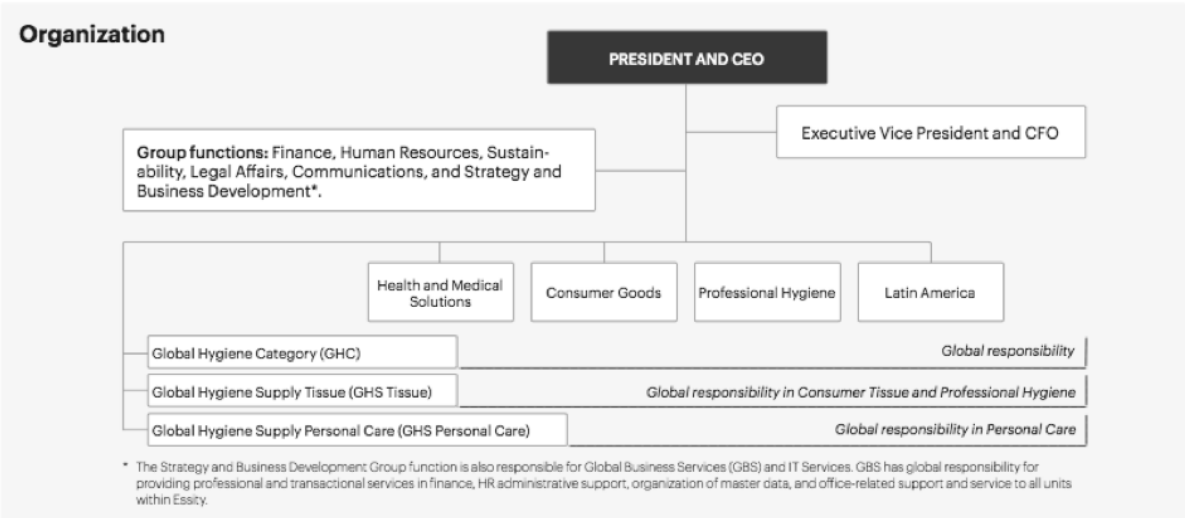 Organization
PRESIDENT AND CEO
Executive Vice President and CFO
Group functions: Finance, Human Resources, Sustain-
ability, Legal Affairs, Communications, and Strategy and
Business Development*.
Health and Medical
Solutions
Consumer Goods
Professional Hygiene
Latin America
Global Hygiene Category (GHC)
Global responsibility
Global Hygiene Supply Tissue (GHS Tissue)
Global responsibility in Consumer Tissue and Professional Hygiene
Global Hygiene Supply Personal Care (GHS Personal Care)
Global responsibility in Personal Care
* The Strategy and Business Development Group function is also responsible for Global Business Services (GBS) and IT Services. GBS has global responsibility for
providing professional and transactional services in finance, HR administrative support, organization of master data, and office-related support and service to all units
within Essity.